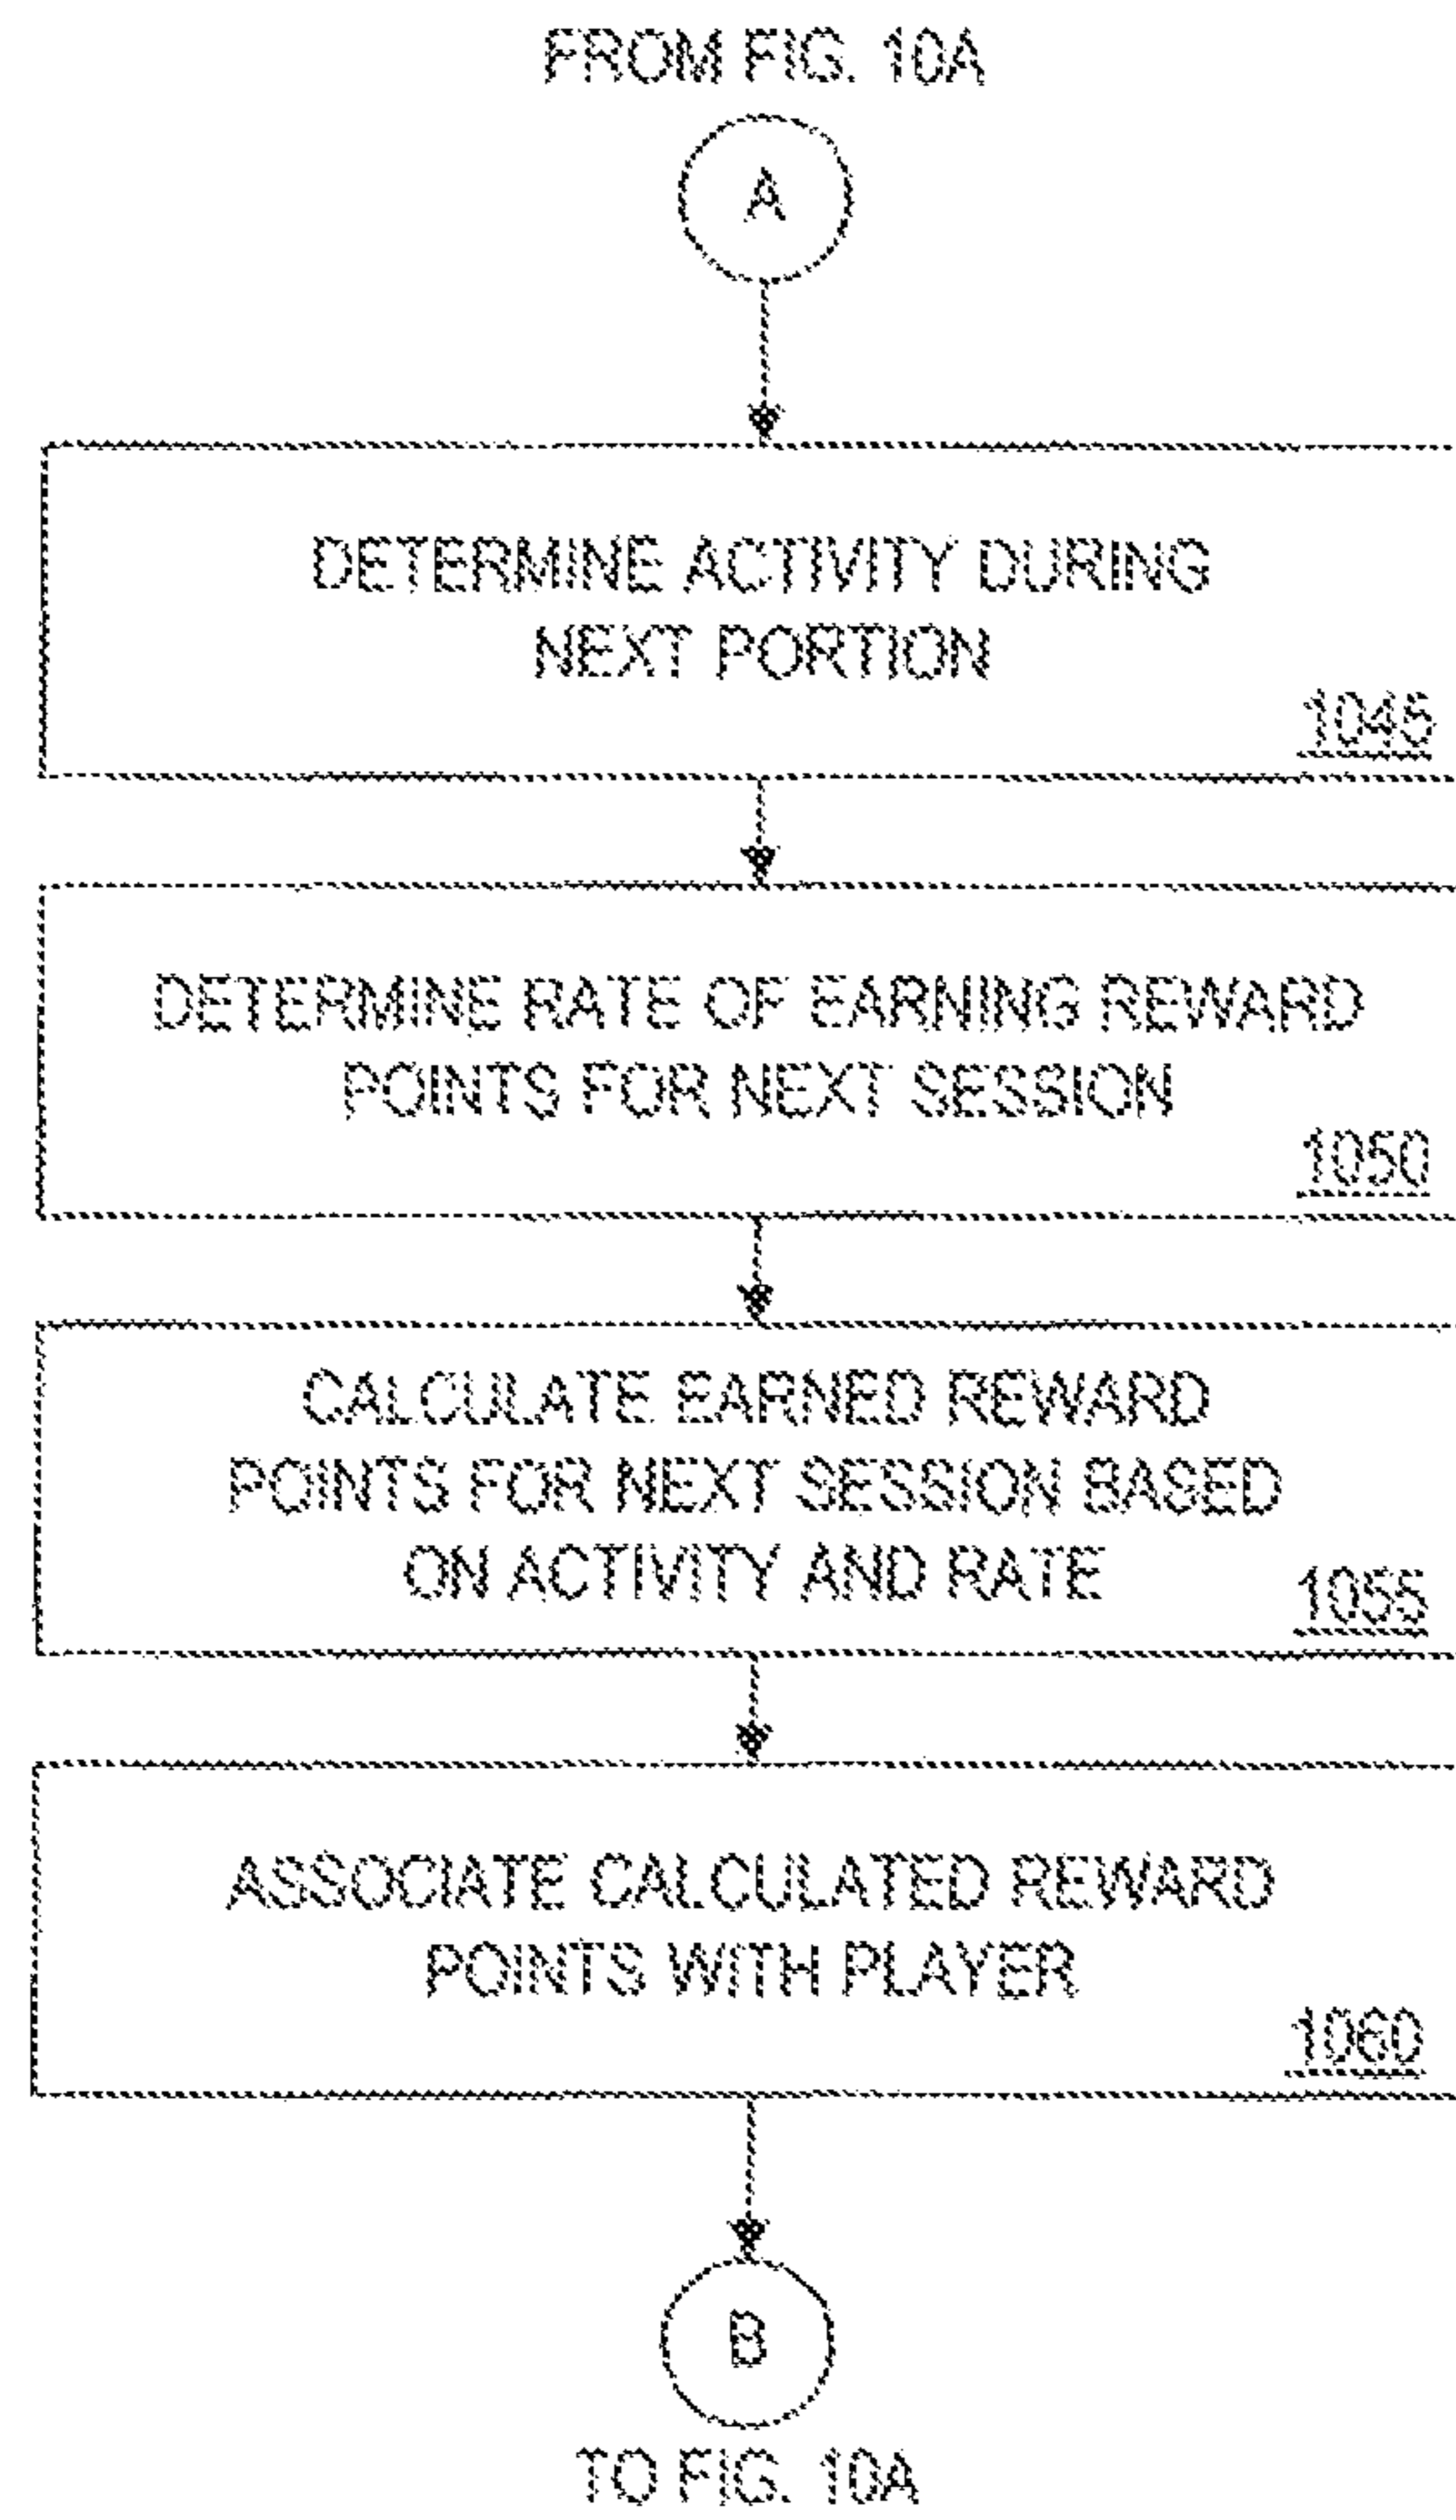 FROM FIG. 10A
A
DETERMINE ACTIVITY DURING
NEXT PORTION
1045
DETERMINE RATE OF EARNING REWARD
POINTS FOR NEXT SESSION
1050
CALCULATE EARNED REWARD
POINTS FOR NEXT SESSION BASED
ON ACTIVITY AND RATE
1055
ASSOCIATE CALCULATED REWARD
POINTS WITH PLAYER
1060
B
TO FIG. 10A